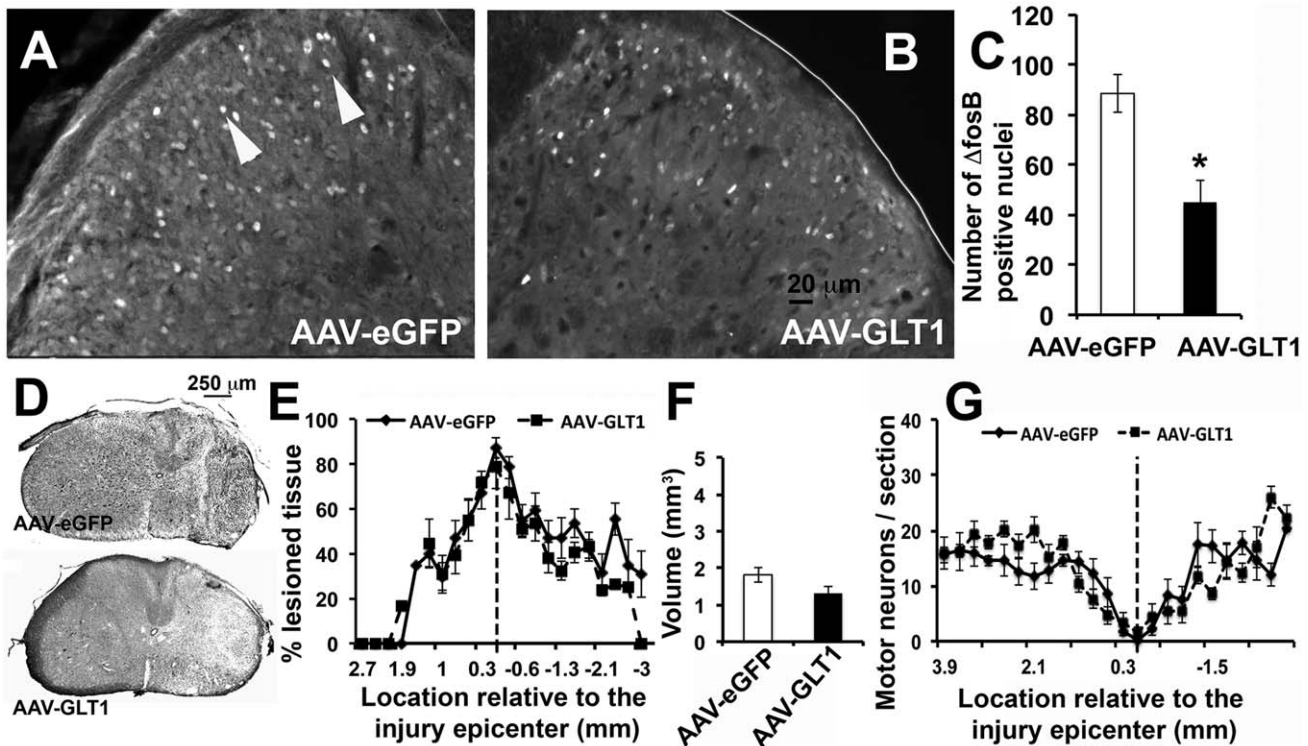 A
AAV-eGFP
B
20 μm
AAV-GLT1
C
Number of ΔfosB
positive nuclei
120
100
80
60
40
20
0
*
AAV-eGFP AAV-GLT1
D
250 μm
AAV-eGFP
AAV-GLT1
E
AAV-eGFP AAV-GLT1
% lesioned tissue
100
80
60
40
20
0
2.7 1.9 1 0.3 -0.6 -1.3 -2.1 -3
Location relative to the
injury epicenter (mm)
F
Volume (mm³)
5
4
3
2
1
0
AAV-eGFP
AAV-GLT1
G
AAV-eGFP AAV-GLT1
Motor neurons / section
40
30
20
10
0
3.9 2.1 0.3 -1.5
Location relative to the
injury epicenter (mm)